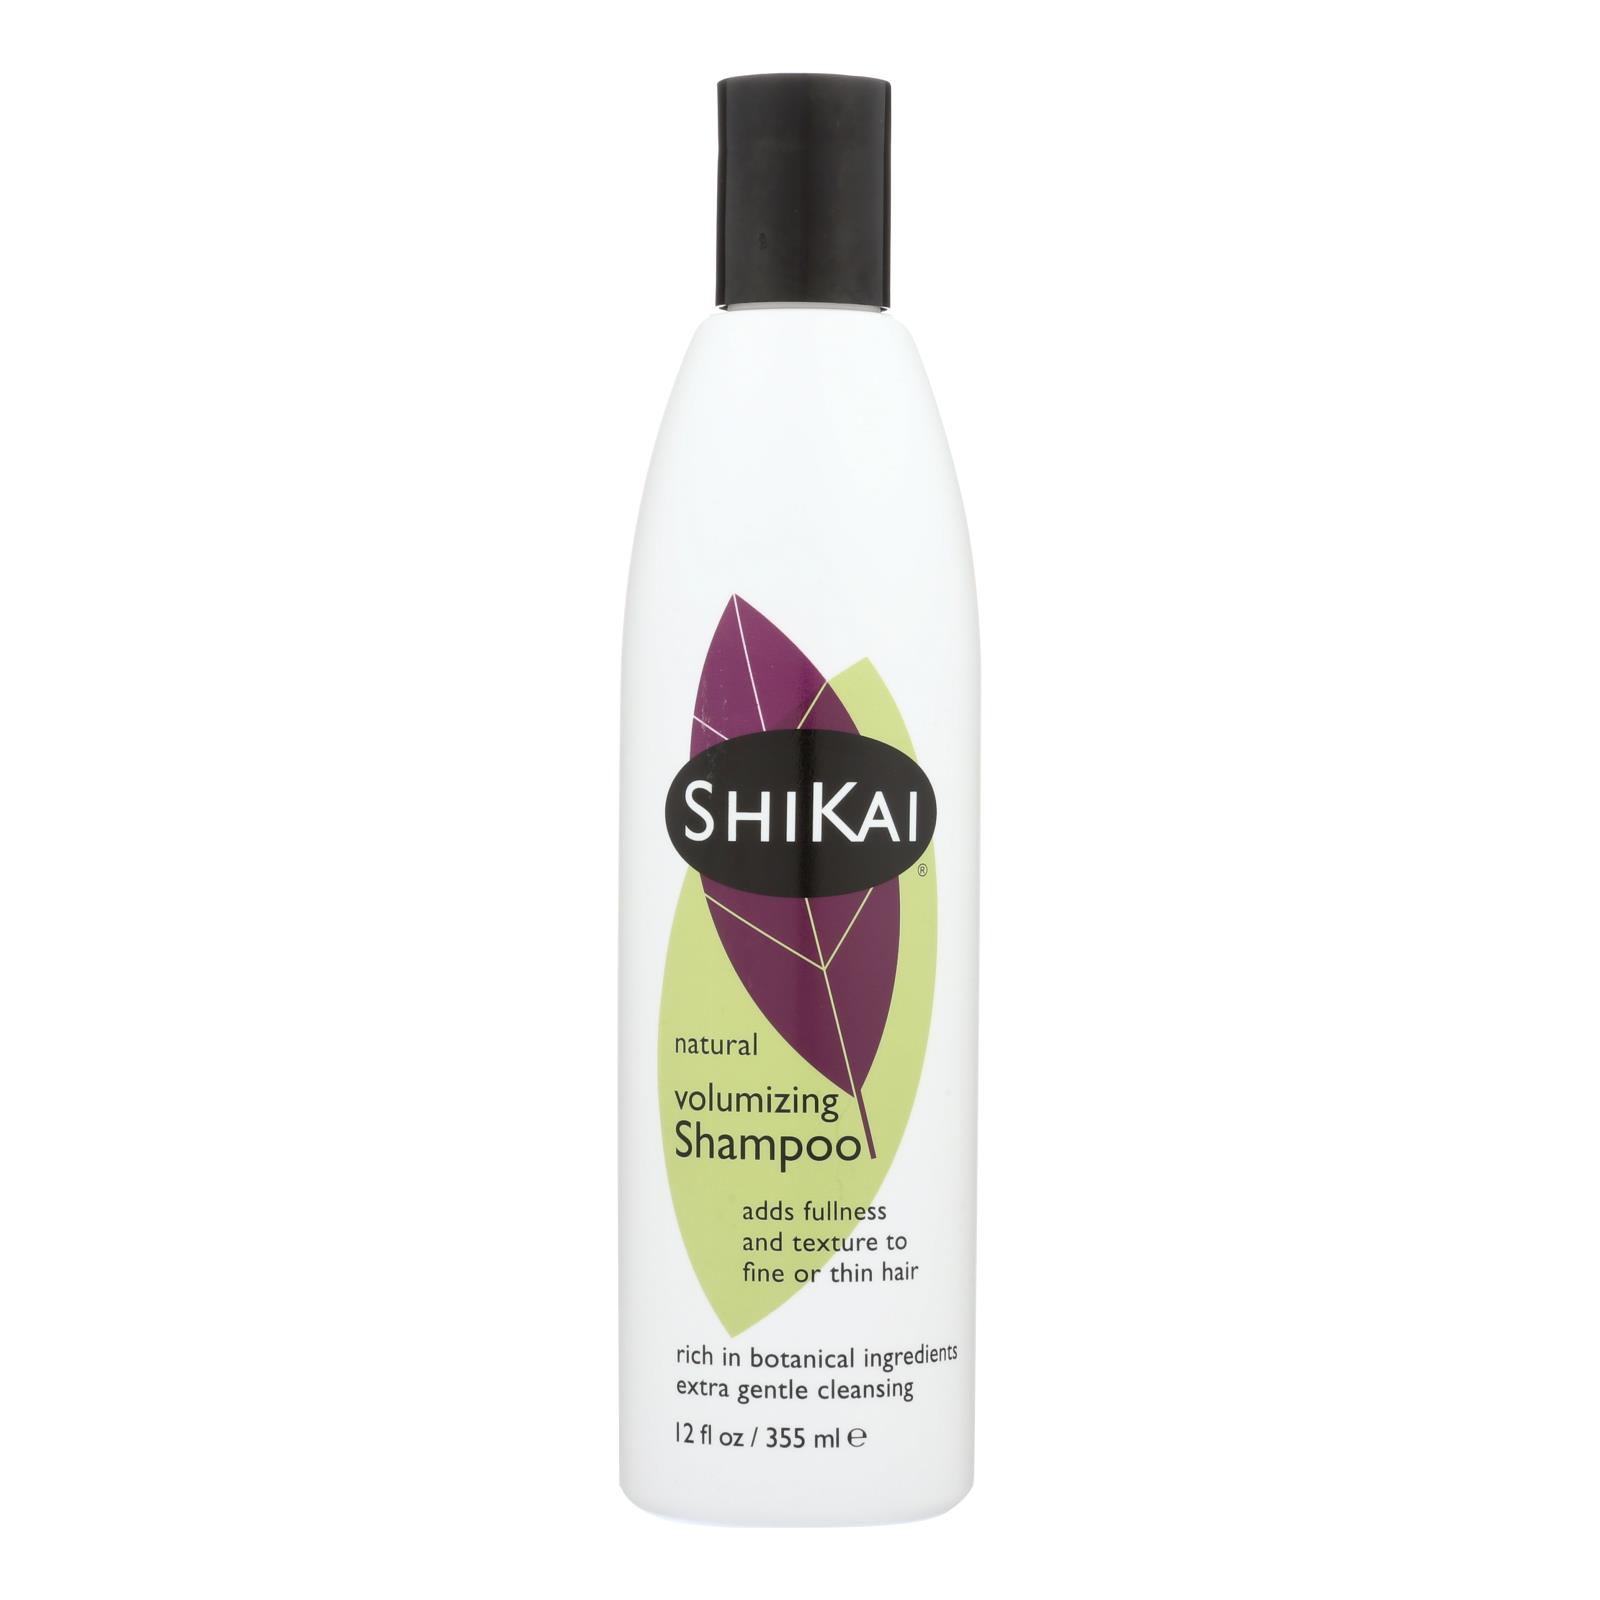 SHIKAI
®
natural
volumizing
Shampoo
adds fullness
and texture to
fine or thin hair
rich in botanical ingredients
extra gentle cleansing
12 fl oz / 355 ml ℮